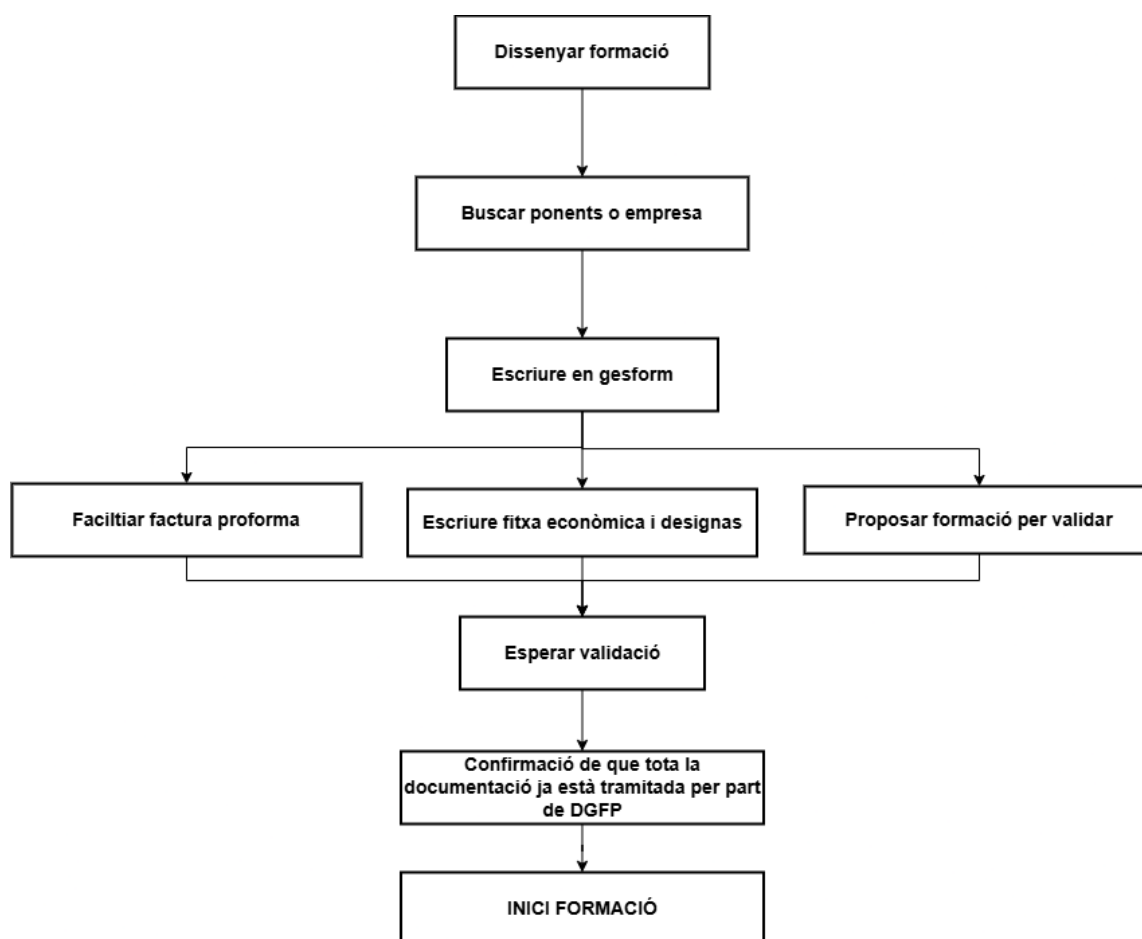 Dissenyar formació
Buscar ponents o empresa
Escriure en gesform
Faciltiar factura proforma
Escriure fitxa econòmica i designas
Proposar formació per validar
Esperar validació
Confirmació de que tota la
documentació ja està tramitada per part
de DGFP
INICI FORMACIÓ